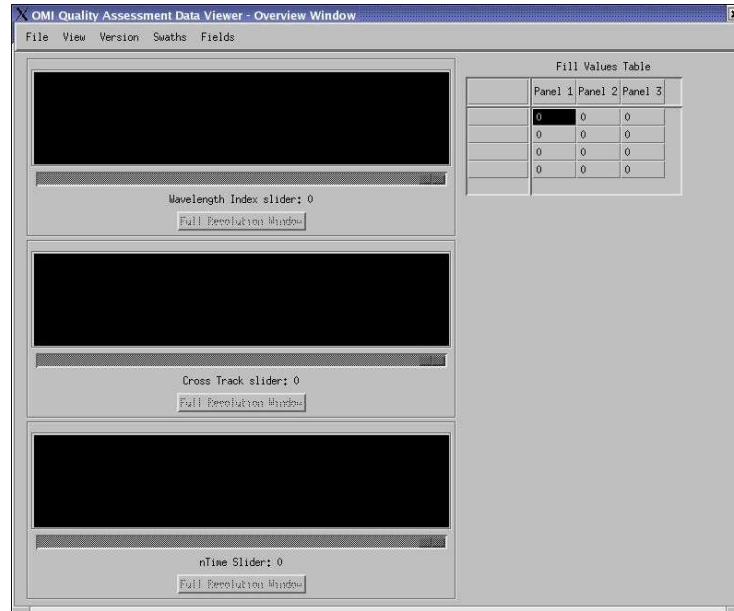 X OMI Quality Assessment Data Viewer - Overview Window
File View Version Swaths Fields
Fill Values Table
Panel 1 Panel 2 Panel 3
0 0 0
0 0 0
0 0 0
0 0 0
Wavelength Index slider: 0
Full Resolution Window
Cross Track slider: 0
Full Resolution Window
nTime Slider: 0
Full Resolution Window